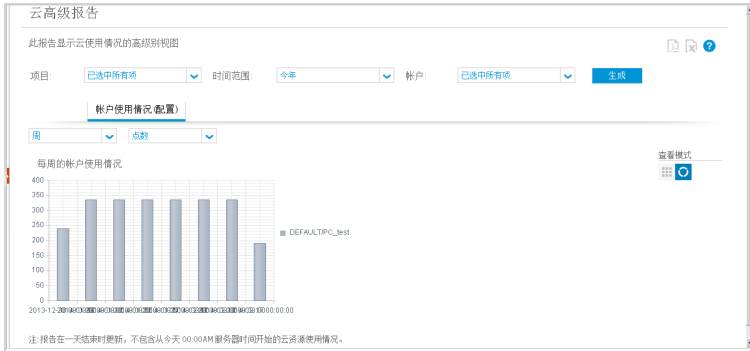 云高级报告
此报告显示云使用情况的高级别视图
项目: 已选中所有项 时间范围: 今年 帐户: 已选中所有项 生成
帐户使用情况(配置)
周 点数
每周的帐户使用情况
查看模式
400
350
300
250
200
150
100
50
0
DEFAULT/PC_test
2013-12-
00:00:00
注: 报告在一天结束时更新，不包含从今天 00:00AM 服务器时间开始的云资源使用情况。